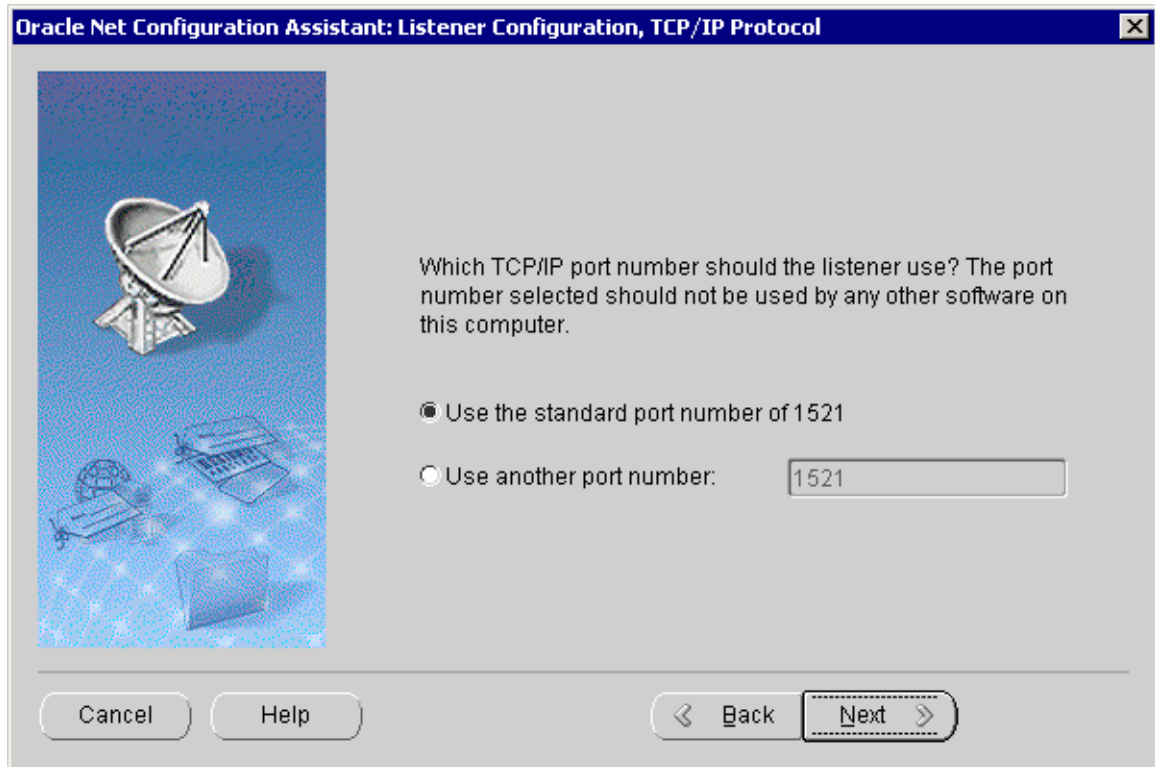 Oracle Net Configuration Assistant: Listener Configuration, TCP/IP Protocol
Which TCP/IP port number should the listener use? The port
number selected should not be used by any other software on
this computer.
Use the standard port number of 1521
Use another port number: 1521
Cancel Help Back Next